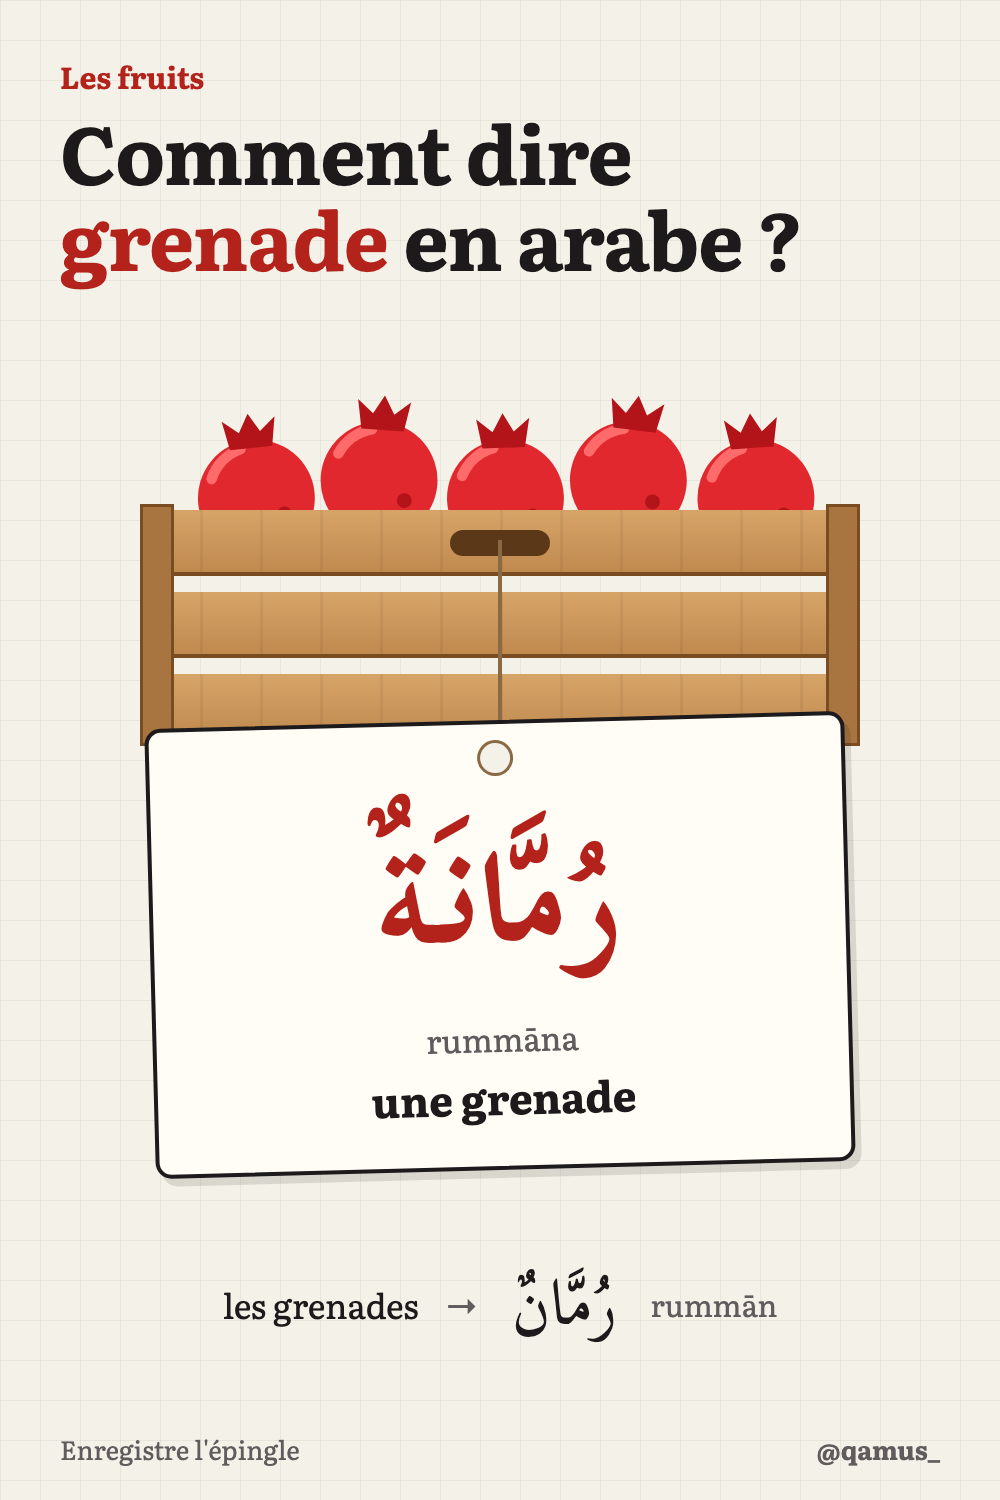 Les fruits
Comment dire
grenade en arabe ?
رُمَّانَةٌ
rummāna
une grenade
les grenades → رُمَّانٌ rummān
Enregistre l'épingle
@qamus_